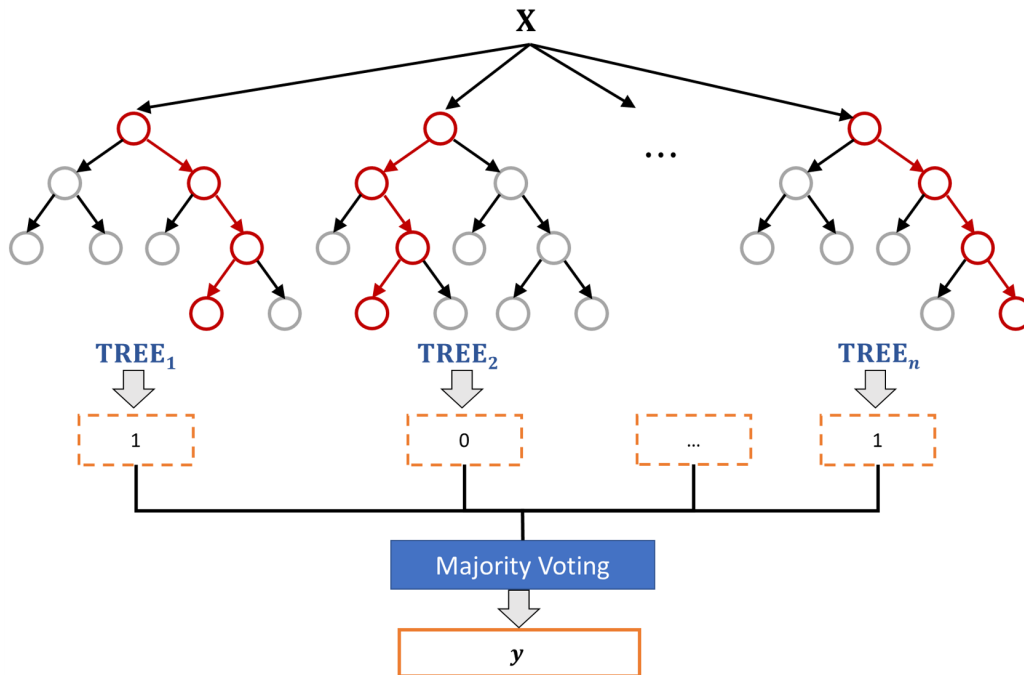 X
...
TREE₁
TREE₂
TREEₙ
1
0
...
1
Majority Voting
y